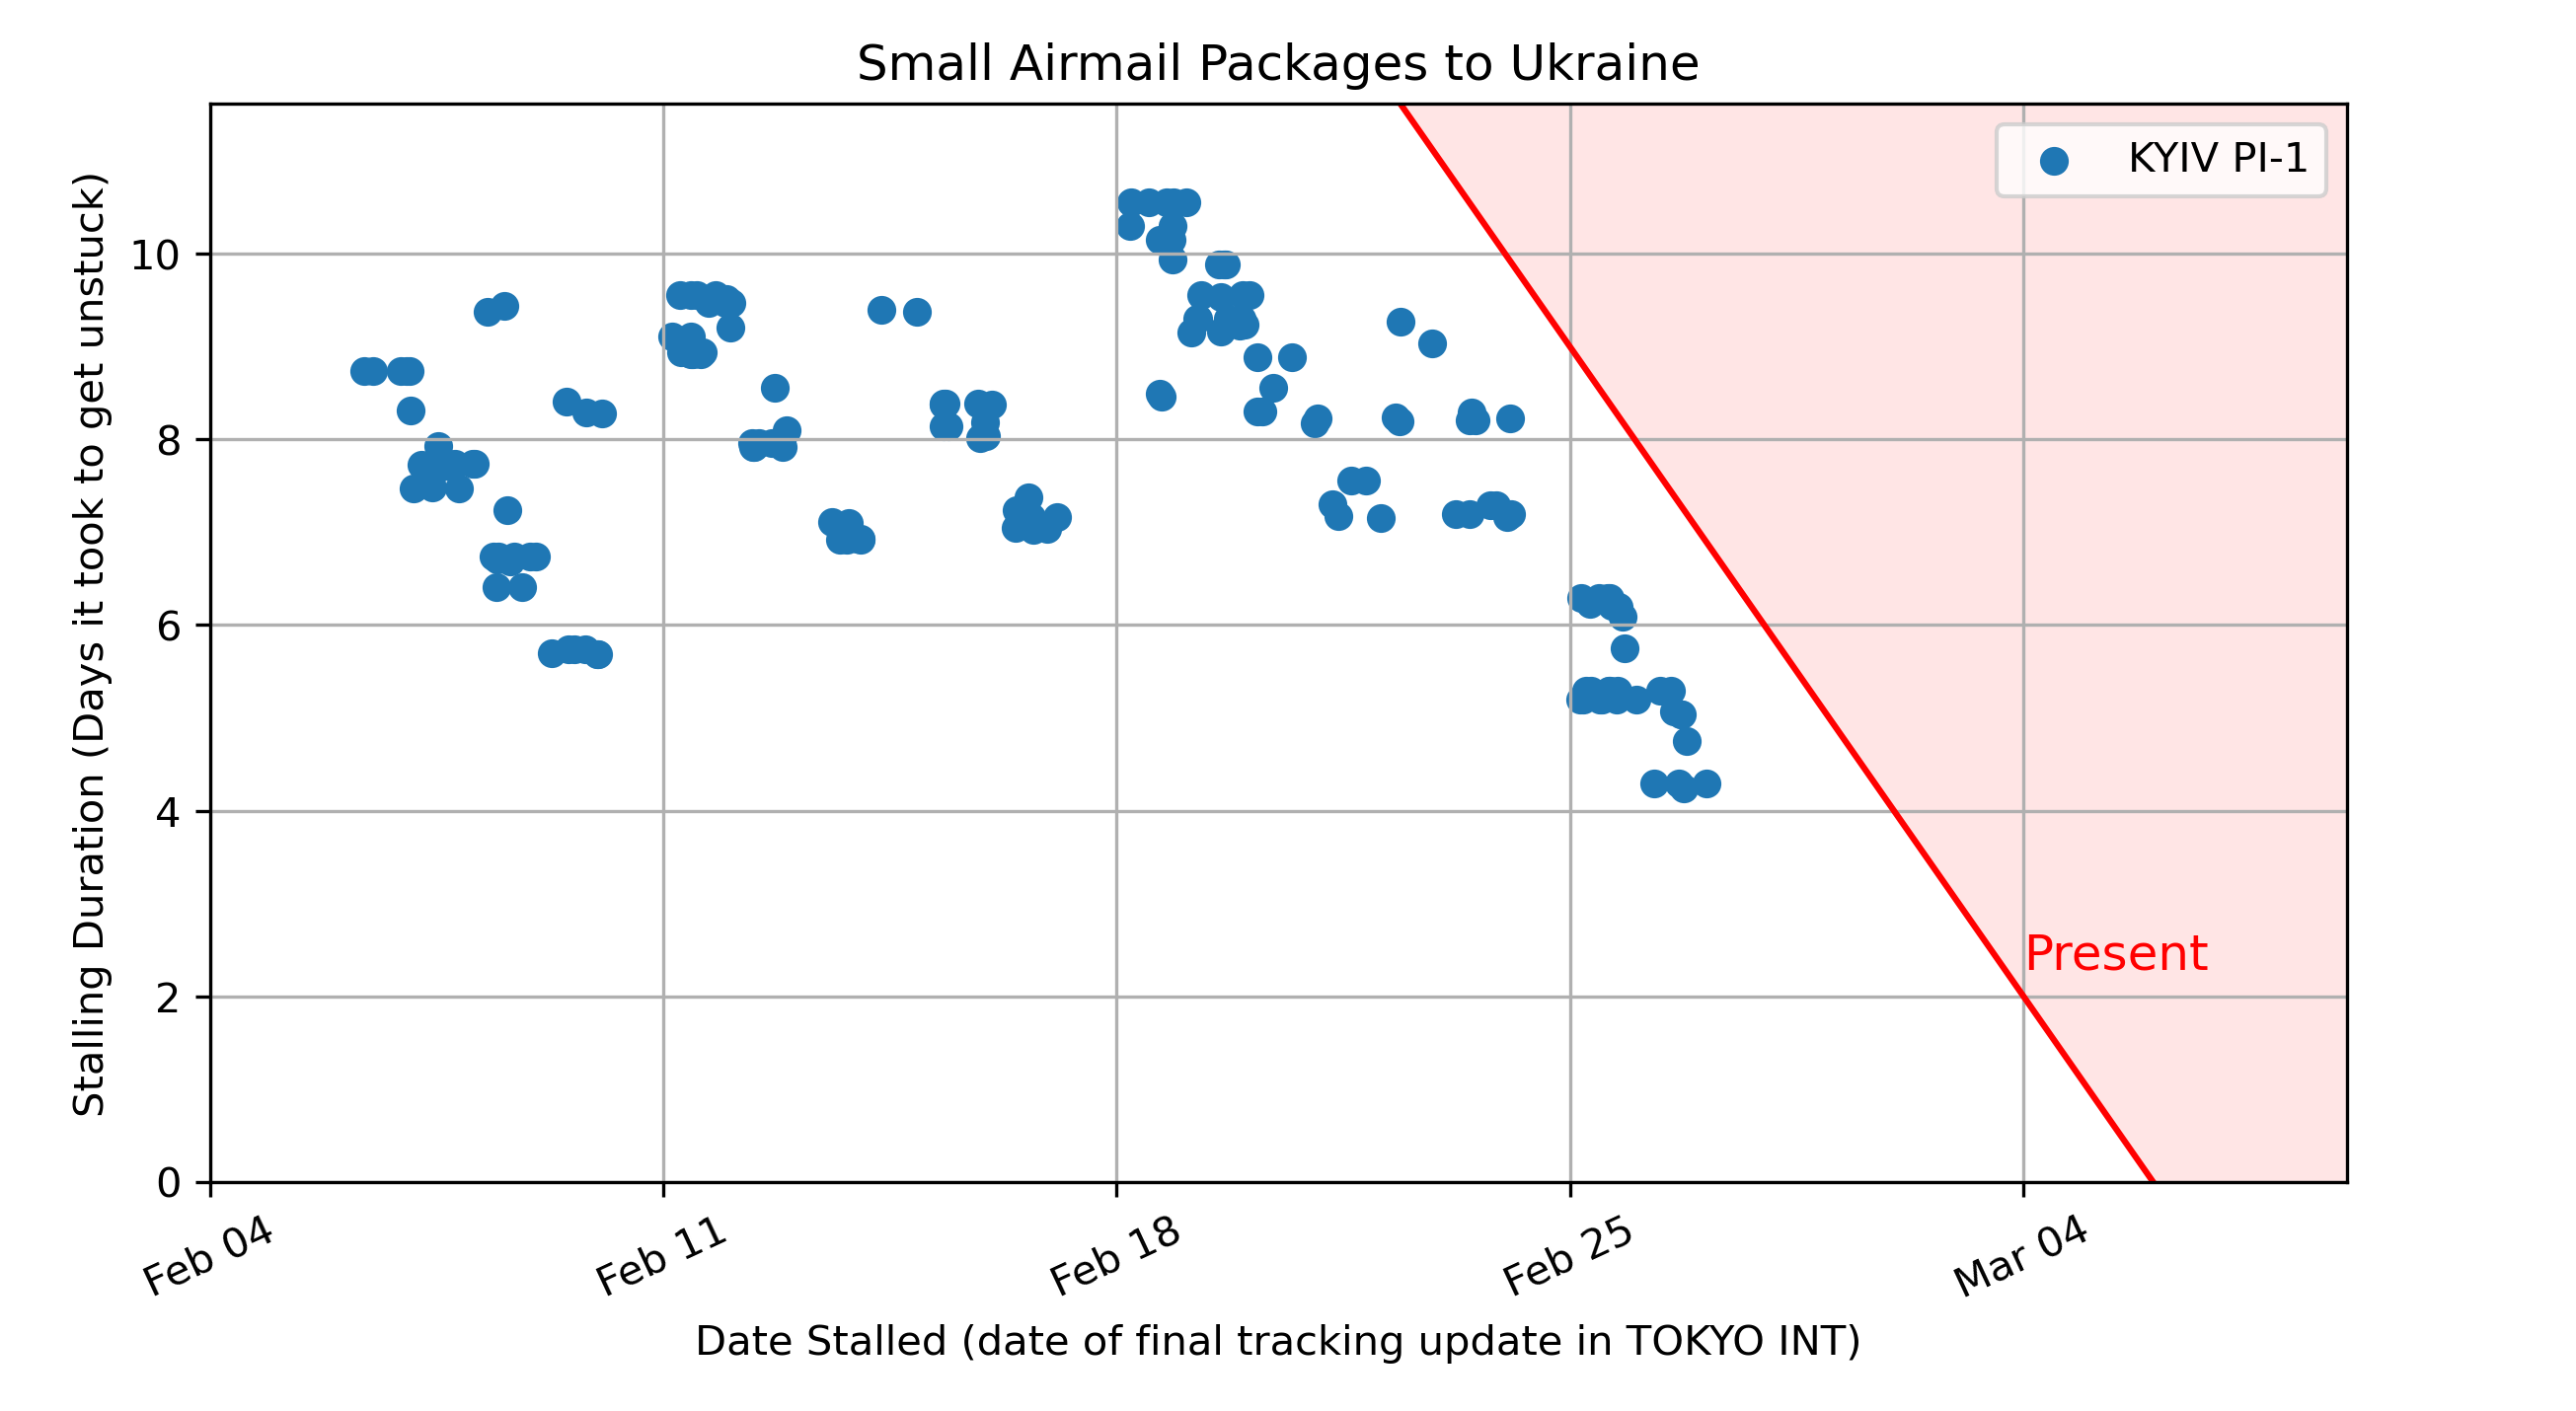 Small Airmail Packages to Ukraine
KYIV PI-1
Stalling Duration (Days it took to get unstuck)
10
8
6
4
2
0
Present
Feb 04
Feb 11
Feb 18
Feb 25
Mar 04
Date Stalled (date of final tracking update in TOKYO INT)